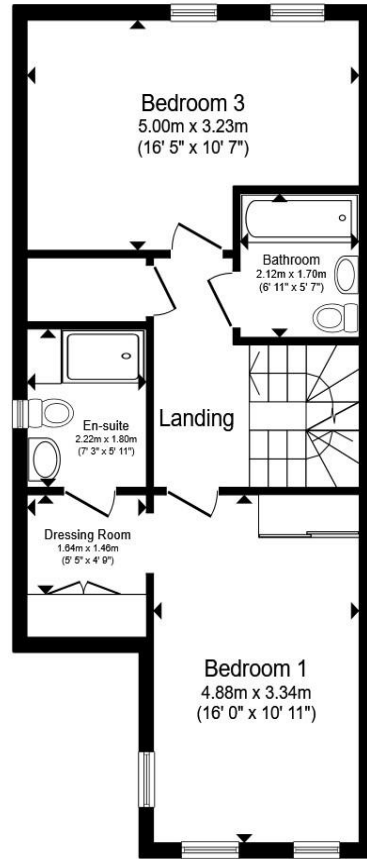 Bedroom 3
5.00m x 3.23m
(16' 5" x 10' 7")
Bathroom
2.12m x 1.70m
(6' 11" x 5' 7")
En-suite
2.22m x 1.80m
(7' 3" x 5' 11")
Landing
Dressing Room
1.64m x 1.46m
(5' 5" x 4' 9")
Bedroom 1
4.88m x 3.34m
(16' 0" x 10' 11")